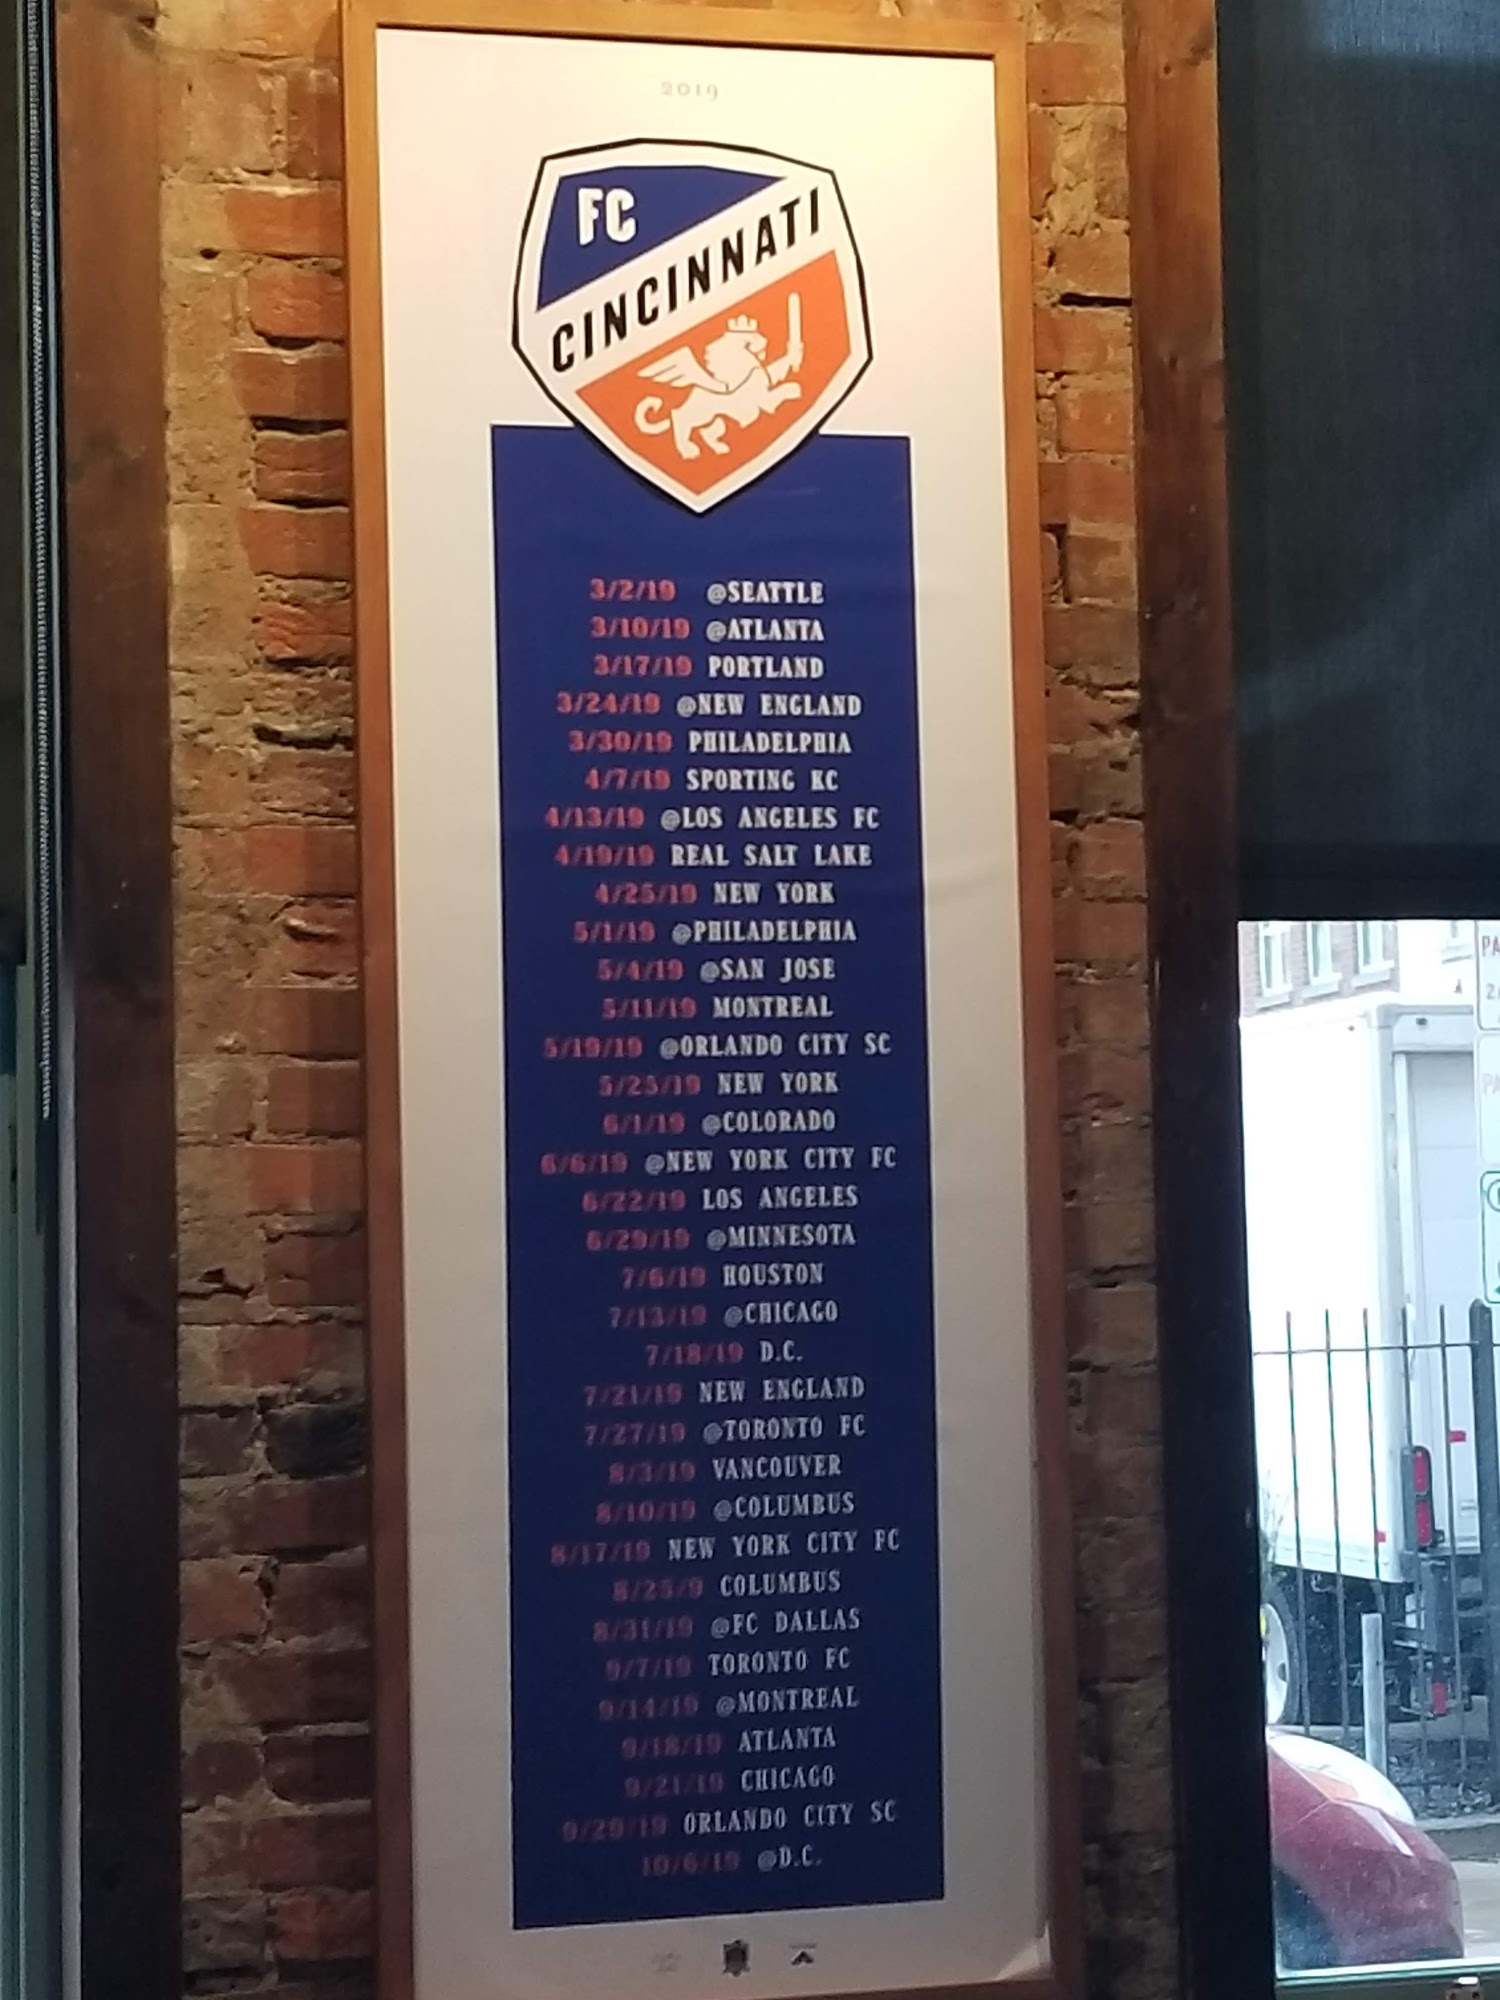 2019
FC
CINCINNATI
3/2/19 @SEATTLE
3/10/19 @ATLANTA
3/17/19 PORTLAND
3/24/19 @NEW ENGLAND
3/30/19 PHILADELPHIA
4/7/19 SPORTING KC
4/13/19 @LOS ANGELES FC
4/19/19 REAL SALT LAKE
4/25/19 NEW YORK
5/1/19 @PHILADELPHIA
5/4/19 @SAN JOSE
5/11/19 MONTREAL
5/19/19 @ORLANDO CITY SC
5/25/19 NEW YORK
6/1/19 @COLORADO
6/6/19 @NEW YORK CITY FC
6/22/19 LOS ANGELES
6/29/19 @MINNESOTA
7/6/19 HOUSTON
7/13/19 @CHICAGO
7/18/19 D.C.
7/21/19 NEW ENGLAND
7/27/19 @TORONTO FC
8/3/19 VANCOUVER
8/10/19 @COLUMBUS
8/17/19 NEW YORK CITY FC
8/25/9 COLUMBUS
8/31/19 @FC DALLAS
9/7/19 TORONTO FC
9/14/19 @MONTREAL
9/18/19 ATLANTA
9/21/19 CHICAGO
9/29/19 ORLANDO CITY SC
10/6/19 @D.C.